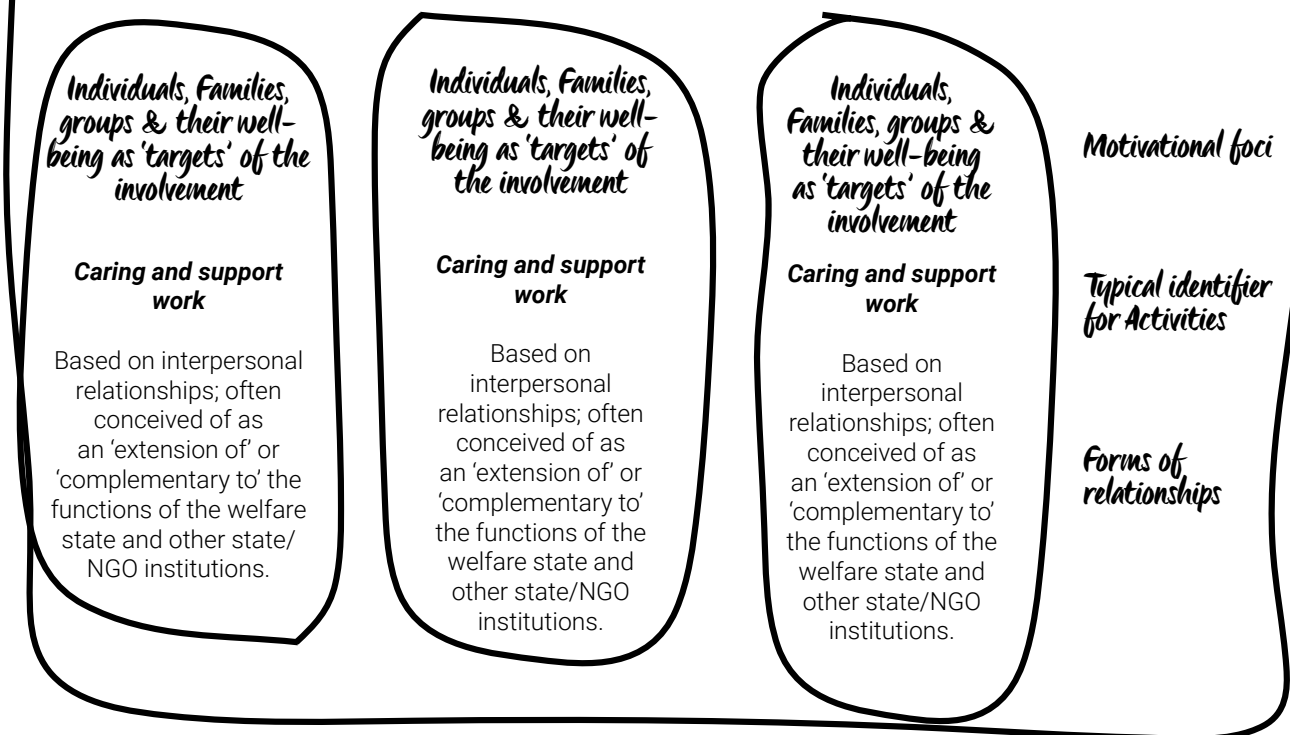 Individuals, Families,
groups & their well-
being as ‘targets’ of the
involvement
Caring and support
work
Based on interpersonal
relationships; often
conceived of as
an ‘extension of’ or
‘complementary to’ the
functions of the welfare
state and other state/
NGO institutions.
Individuals, Families,
groups & their well-
being as ‘targets’ of
the involvement
Caring and support
work
Based on
interpersonal
relationships; often
conceived of as
an ‘extension of’ or
‘complementary to’
the functions of the
welfare state and
other state/NGO
institutions.
Individuals,
Families, groups &
their well-being
as ‘targets’ of the
involvement
Caring and support
work
Based on
interpersonal
relationships; often
conceived of as
an ‘extension of’ or
‘complementary to’
the functions of the
welfare state and
other state/NGO
institutions.
Motivational foci
Typical identifier
for Activities
Forms of
relationships